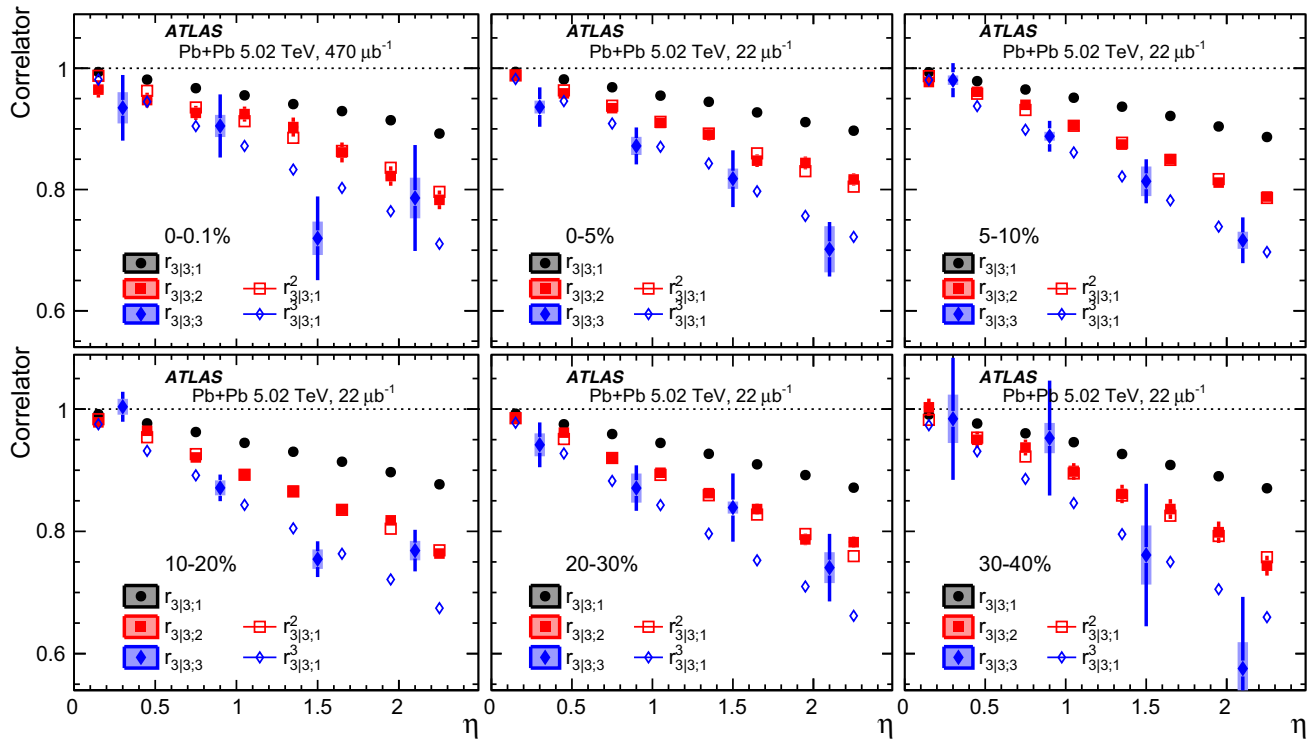 Correlator
ATLAS
Pb+Pb 5.02 TeV, 470 μb⁻¹
1
0.8
0.6
0-0.1%
r3|3;1
r3|3;2 r²3|3;1
r3|3;3 r³3|3;1
ATLAS
Pb+Pb 5.02 TeV, 22 μb⁻¹
0-5%
r3|3;1
r3|3;2 r²3|3;1
r3|3;3 r³3|3;1
ATLAS
Pb+Pb 5.02 TeV, 22 μb⁻¹
5-10%
r3|3;1
r3|3;2 r²3|3;1
r3|3;3 r³3|3;1
Correlator
ATLAS
Pb+Pb 5.02 TeV, 22 μb⁻¹
1
0.8
0.6
10-20%
r3|3;1
r3|3;2 r²3|3;1
r3|3;3 r³3|3;1
0 0.5 1 1.5 2
η
ATLAS
Pb+Pb 5.02 TeV, 22 μb⁻¹
20-30%
r3|3;1
r3|3;2 r²3|3;1
r3|3;3 r³3|3;1
0 0.5 1 1.5 2
η
ATLAS
Pb+Pb 5.02 TeV, 22 μb⁻¹
30-40%
r3|3;1
r3|3;2 r²3|3;1
r3|3;3 r³3|3;1
0 0.5 1 1.5 2
η